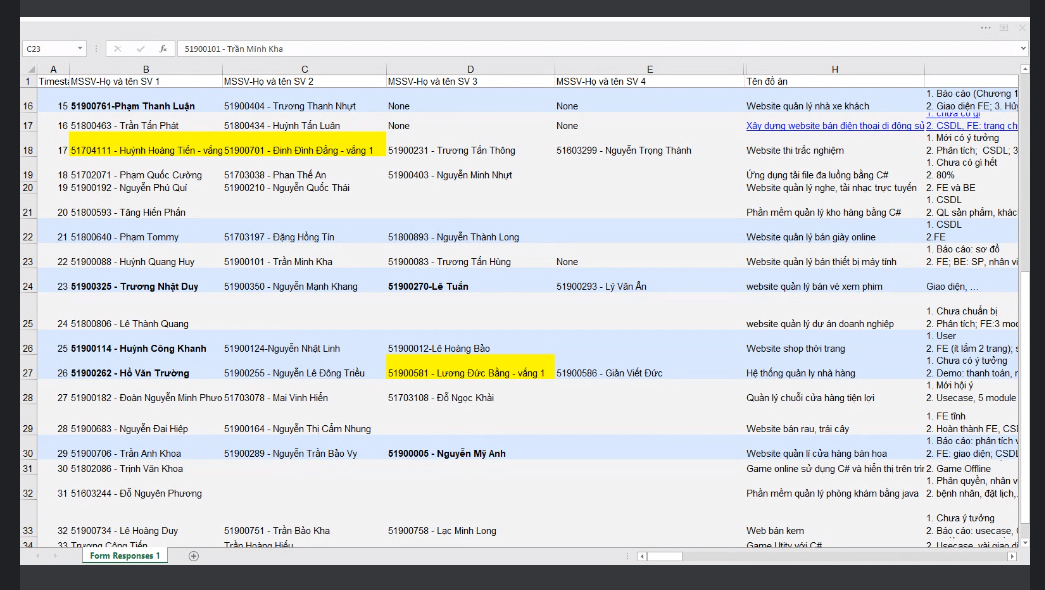 C23
fx
51900101 - Trần Minh Kha
A B C D E H
1 Timesta MSSV-Họ và tên SV 1 MSSV-Họ và tên SV 2 MSSV-Họ và tên SV 3 MSSV-Họ và tên SV 4 Tên đồ án
1. Báo cáo (Chương 1
16 15 51900761-Phạm Thanh Luận 51900404 - Trương Thanh Nhựt None None Website quản lý nhà xe khách 2. Giao diện FE; 3. Hủy
17 16 51800463 - Trần Tấn Phát 51800434 - Huỳnh Tấn Luân None None Xây dựng website bán điện thoại di động sử 2. CSDL, FE: trang ch
1. Mới có ý tưởng
18 17 51704111 - Huỳnh Hoàng Tiến - vắng 51900701 - Đinh Đình Đẳng - vắng 1 51900231 - Trương Tấn Thông 51603299 - Nguyễn Trọng Thành Website thi trắc nghiệm 2. Phân tích; CSDL; 3
1. Chưa có gì hết
19 18 51702071 - Phạm Quốc Cường 51703038 - Phan Thế An 51900403 - Nguyễn Minh Nhựt Ứng dụng tải file đa luồng bằng C# 2. 80%
20 19 51900192 - Nguyễn Phú Quí 51900210 - Nguyễn Quốc Thái Website quản lý nghe, tải nhạc trực tuyến 2. FE và BE
1. CSDL
21 20 51800593 - Tăng Hiển Phấn Phần mềm quản lý kho hàng bằng C# 2. QL sản phẩm, khác
1. CSDL
22 21 51800640 - Phạm Tommy 51703197 - Đặng Hồng Tín 51800893 - Nguyễn Thành Long Website quản lý bán giày online 2.FE
1. Báo cáo: sơ đồ
23 22 51900088 - Huỳnh Quang Huy 51900101 - Trần Minh Kha 51900083 - Trương Tấn Hùng None Website quản lý bán thiết bị máy tính 2. FE; BE: SP, nhân vi
24 23 51900325 - Trương Nhật Duy 51900350 - Nguyễn Mạnh Khang 51900270-Lê Tuấn 51900293 - Lý Văn Ấn website quản lý bán vé xem phim Giao diện, …
1. Chưa chuẩn bị
25 24 51800806 - Lê Thành Quang website quản lý dự án doanh nghiệp 2. Phân tích; FE:3 mod
1. User
26 25 51900114 - Huỳnh Công Khanh 51900124-Nguyễn Nhật Linh 51900012-Lê Hoàng Bảo Website shop thời trang 2. FE (ít lắm 2 trang); s
1. Chưa có ý tưởng
27 26 51900262 - Hồ Văn Trường 51900255 - Nguyễn Lê Đông Triều 51900581 - Lương Đức Bằng - vắng 1 51900586 - Giãn Viết Đức Hệ thống quản lý nhà hàng 2. Demo: thanh toán, n
1. Mới hội ý
28 27 51900182 - Đoàn Nguyễn Minh Phươ 51703078 - Mai Vinh Hiển 51703108 - Đỗ Ngọc Khải Quản lý chuỗi cửa hàng tiện lợi 2. Usecase, 5 module
1. FE tĩnh
29 28 51900683 - Nguyễn Đại Hiệp 51900164 - Nguyễn Thị Cẩm Nhung Website bán rau, trái cây 2. Hoàn thành FE, CS
1. Báo cáo: phân tích v
30 29 51900706 - Trần Anh Khoa 51900289 - Nguyễn Trần Bảo Vy 51900005 - Nguyễn Mỹ Anh Website quản lí cửa hàng bán hoa 2. FE: giao diện; CSD
31 30 51802086 - Trịnh Văn Khoa Game online sử dụng C# và hiển thị trên trìn 2. Game Offline
1. Phân quyền, nhân v
32 31 51603244 - Đỗ Nguyên Phương Phần mềm quản lý phòng khám bằng java 2. bệnh nhân, đặt lịch,
1. Chưa ý tưởng
33 32 51900734 - Lê Hoàng Duy 51900751 - Trần Bảo Kha 51900758 - Lạc Minh Long Web bán kem 2. Báo cáo: usecase, C
34 33 Trương Công Tiến Trần Hoàng Hiếu Game Utity với C# 2. Usecase, vài giao di
Form Responses 1